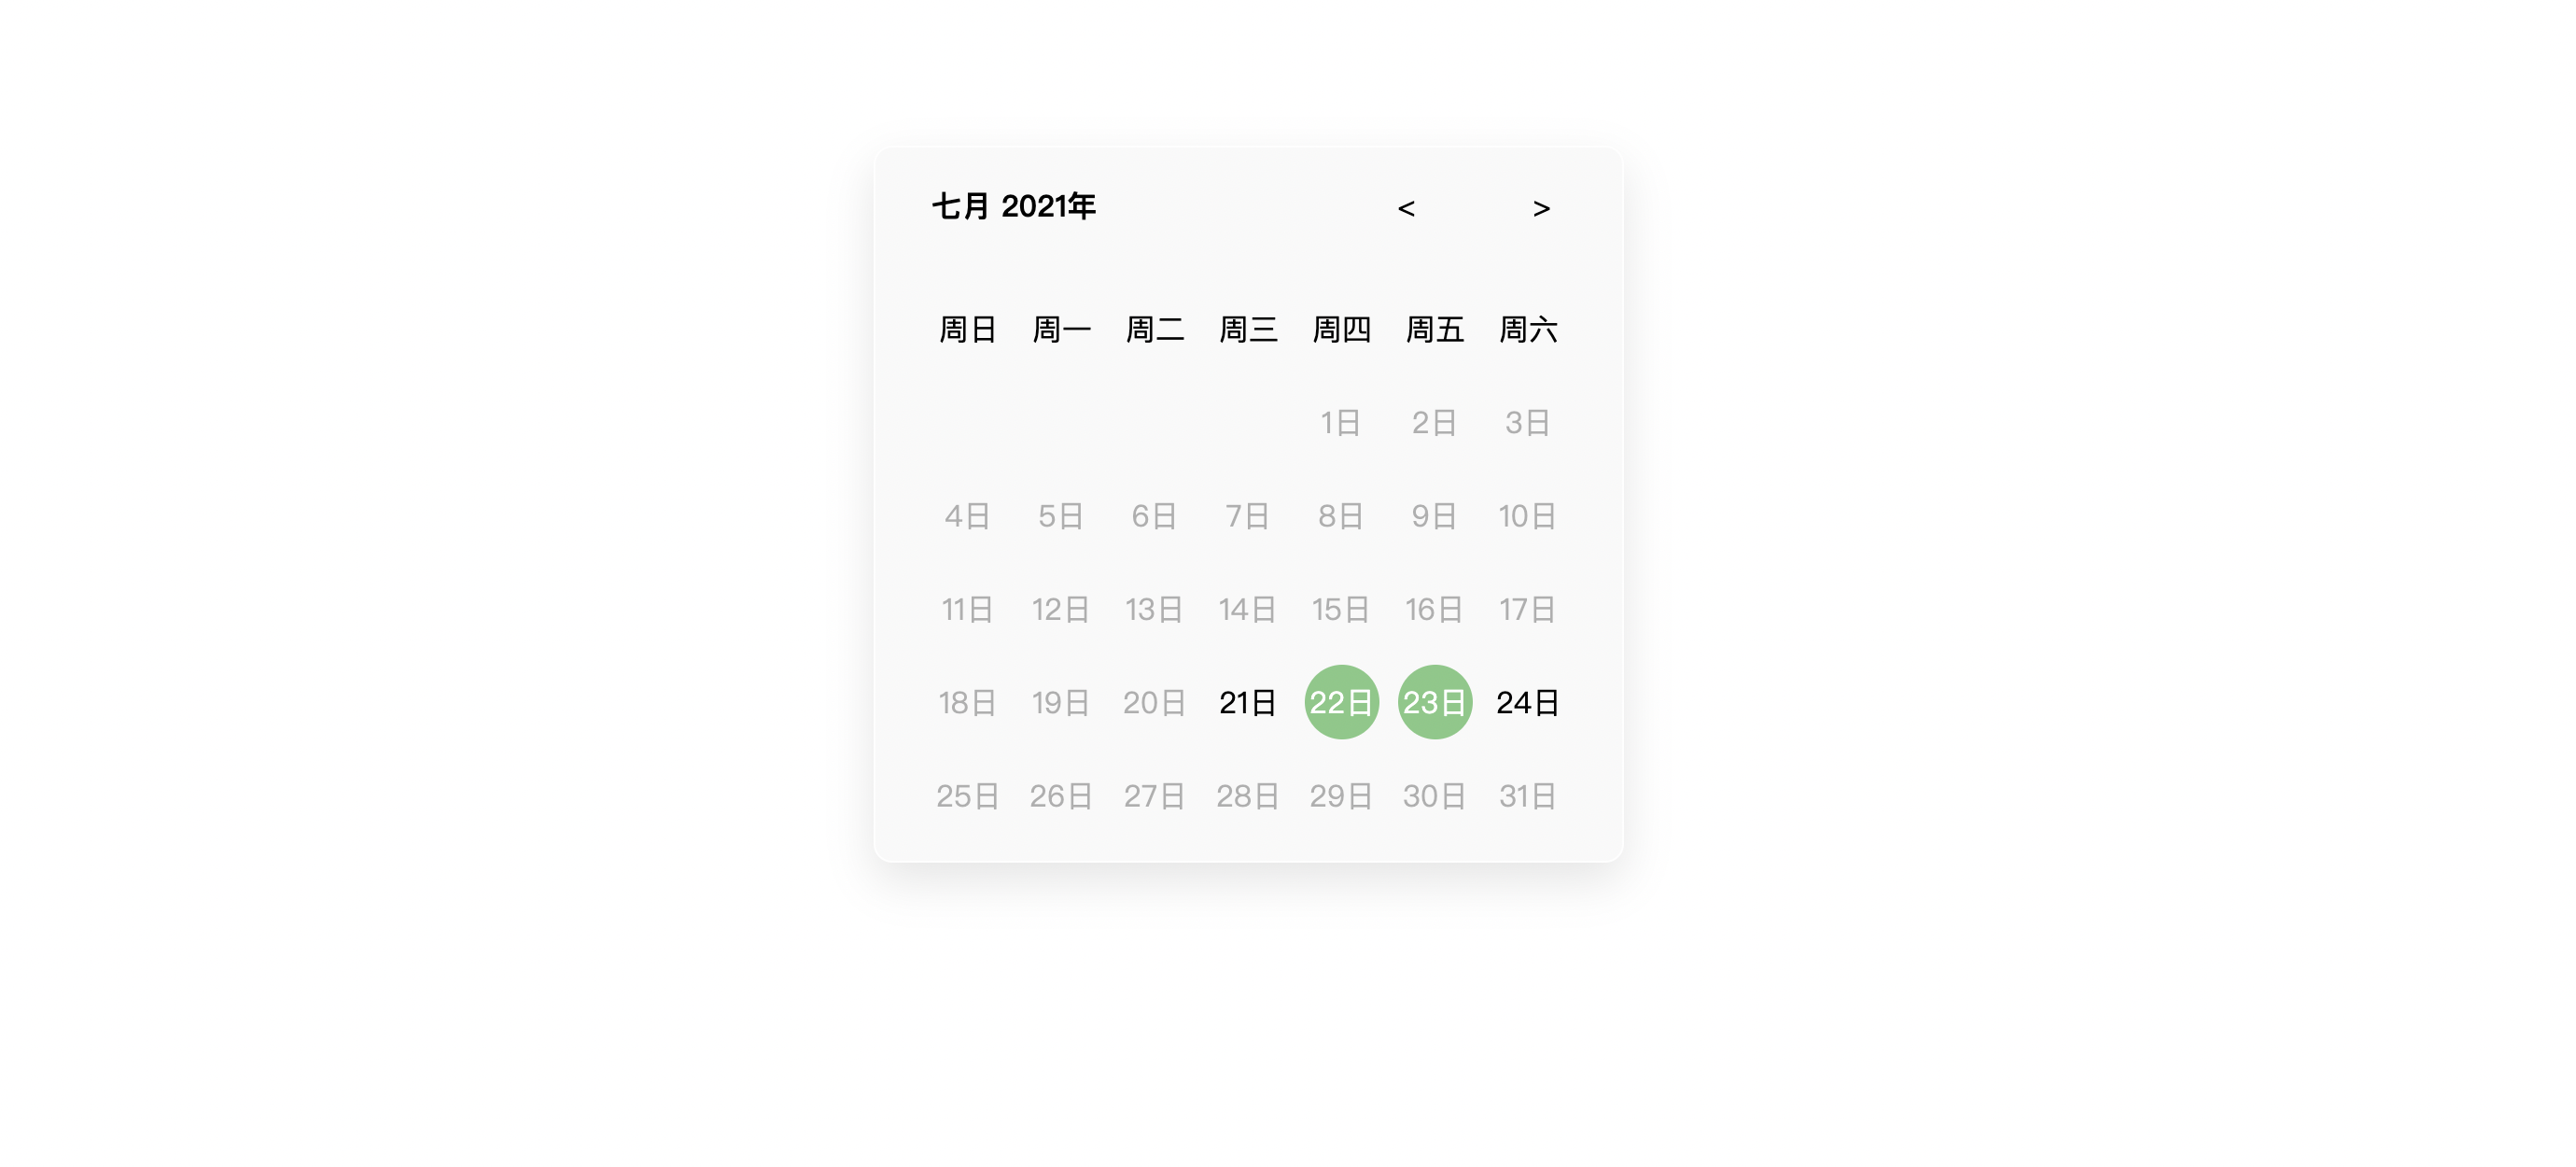 七月 2021年 < >
周日 周一 周二 周三 周四 周五 周六
1日 2日 3日
4日 5日 6日 7日 8日 9日 10日
11日 12日 13日 14日 15日 16日 17日
18日 19日 20日 21日 22日 23日 24日
25日 26日 27日 28日 29日 30日 31日